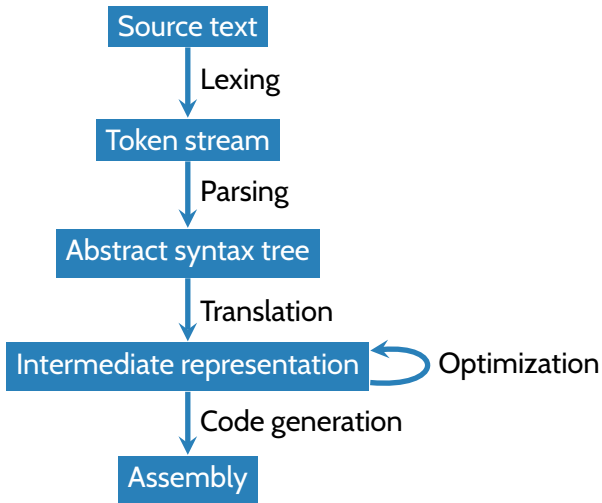 Source text
Lexing
Token stream
Parsing
Abstract syntax tree
Translation
Intermediate representation
Optimization
Code generation
Assembly